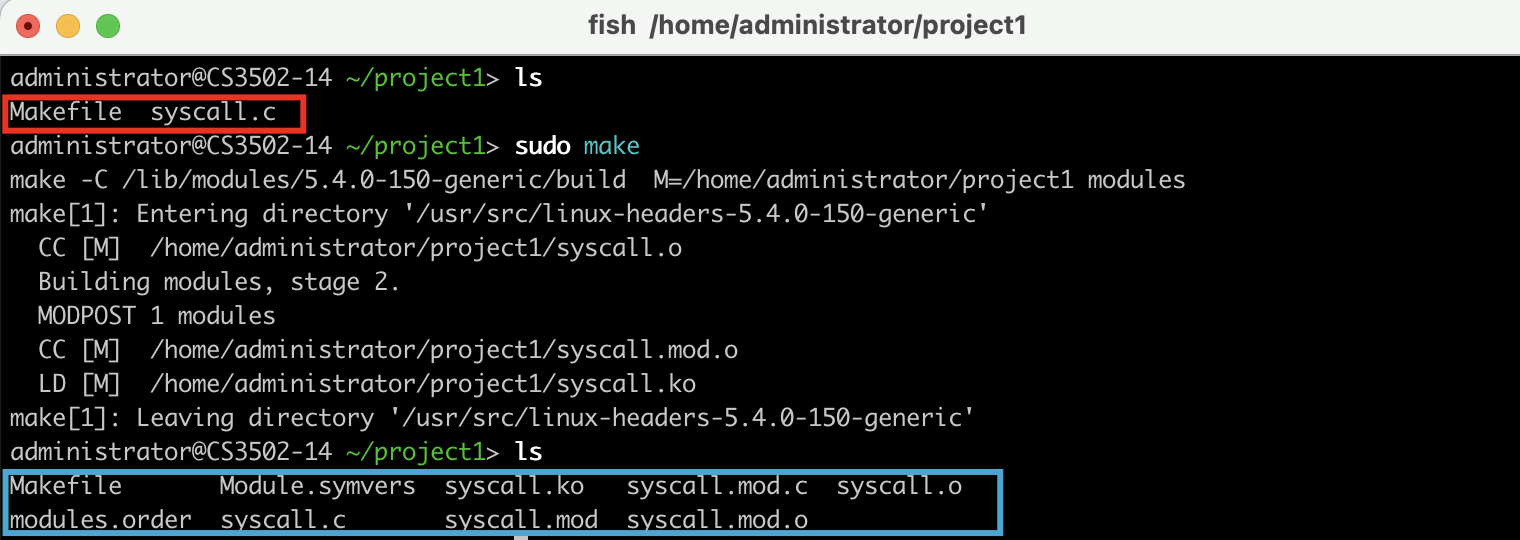 fish /home/administrator/project1
administrator@CS3502-14 ~/project1> ls
Makefile  syscall.c
administrator@CS3502-14 ~/project1> sudo make
make -C /lib/modules/5.4.0-150-generic/build  M=/home/administrator/project1 modules
make[1]: Entering directory '/usr/src/linux-headers-5.4.0-150-generic'
  CC [M]  /home/administrator/project1/syscall.o
  Building modules, stage 2.
  MODPOST 1 modules
  CC [M]  /home/administrator/project1/syscall.mod.o
  LD [M]  /home/administrator/project1/syscall.ko
make[1]: Leaving directory '/usr/src/linux-headers-5.4.0-150-generic'
administrator@CS3502-14 ~/project1> ls
Makefile       Module.symvers  syscall.ko   syscall.mod.c  syscall.o
modules.order  syscall.c       syscall.mod  syscall.mod.o